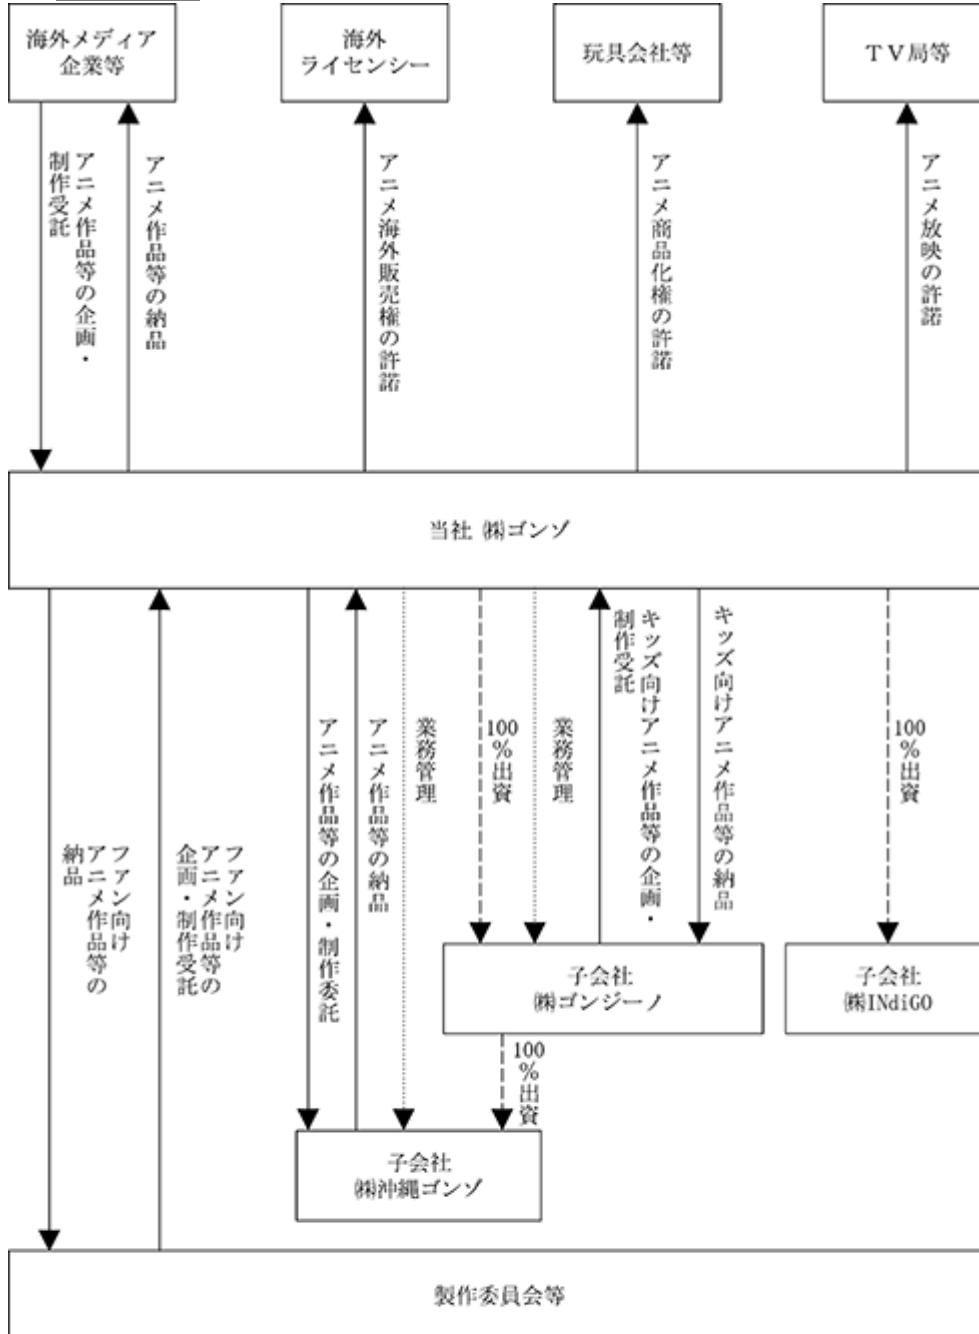 海外メディア
企業等
海外
ライセンシー
玩具会社等
ＴＶ局等
アニメ作品等の企画・
制作受託
アニメ作品等の納品
アニメ海外販売権の許諾
アニメ商品化権の許諾
アニメ放映の許諾
当社 ㈱ゴンゾ
ファン向け
アニメ作品等の
納品
ファン向け
アニメ作品等の
企画・制作受託
アニメ作品等の企画・制作委託
アニメ作品等の納品
業務管理
100％出資
業務管理
キッズ向けアニメ作品等の企画・
制作受託
キッズ向けアニメ作品等の納品
100％出資
子会社
㈱ゴンジーノ
子会社
㈱INdiGO
100％出資
子会社
㈱沖縄ゴンゾ
製作委員会等